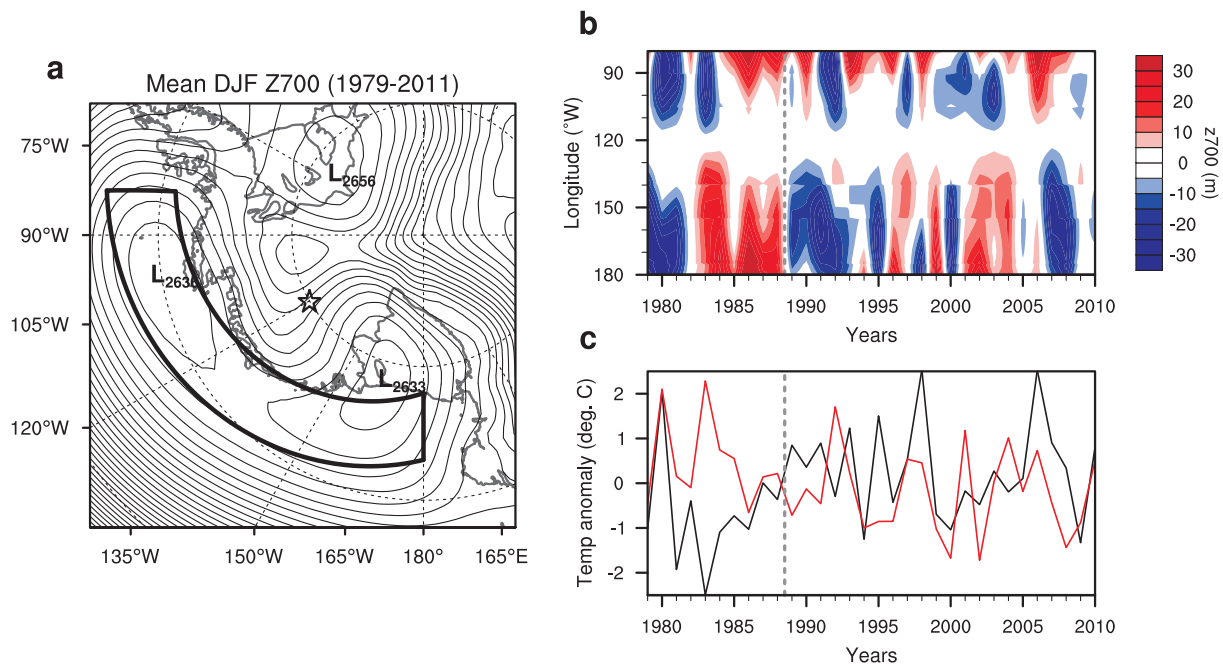 a
Mean DJF Z700 (1979-2011)
75°W
90°W
105°W
120°W
135°W
150°W
165°W
180°
165°E
L2656
L2630
L2633
b
Longitude (°W)
90
120
150
180
1980
1985
1990
1995
2000
2005
2010
Years
30
20
10
0
-10
-20
-30
z700 (m)
c
Temp anomaly (deg. C)
2
1
0
-1
-2
1980
1985
1990
1995
2000
2005
2010
Years